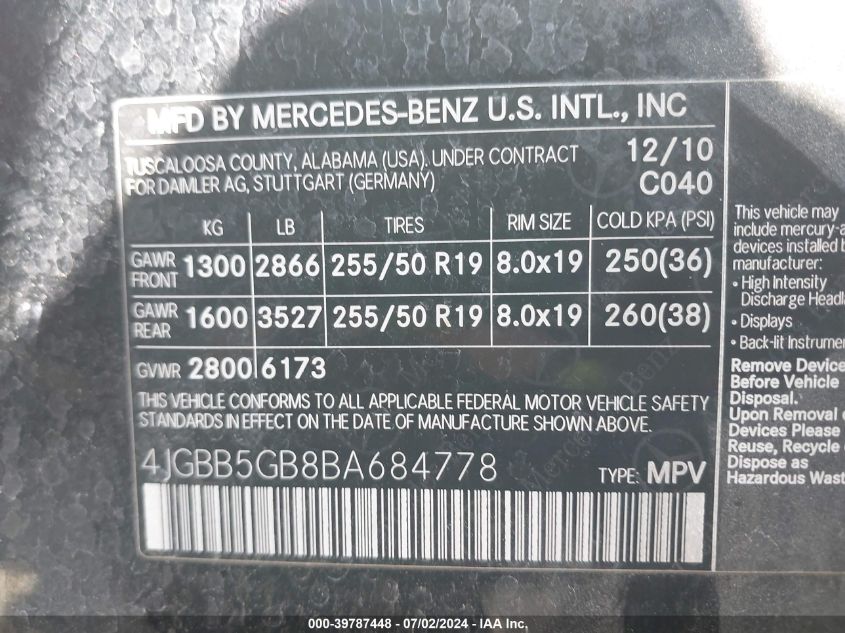 MFD BY MERCEDES-BENZ U.S. INTL., INC
TUSCALOOSA COUNTY, ALABAMA (USA). UNDER CONTRACT 12/10
FOR DAIMLER AG, STUTTGART (GERMANY) C040
KG LB TIRES RIM SIZE COLD KPA (PSI)
GAWR FRONT 1300 2866 255/50 R19 8.0x19 250(36)
GAWR REAR 1600 3527 255/50 R19 8.0x19 260(38)
GVWR 2800 6173
THIS VEHICLE CONFORMS TO ALL APPLICABLE FEDERAL MOTOR VEHICLE SAFETY
STANDARDS IN EFFECT ON THE DATE OF MANUFACTURE SHOWN ABOVE.
4JGBB5GB8BA684778 TYPE: MPV
This vehicle may
include mercury-a
devices installed b
manufacturer:
• High Intensity
Discharge Headl
• Displays
• Back-lit Instrumen
Remove Device
Before Vehicle
Disposal.
Upon Removal o
Devices Please
Reuse, Recycle
Dispose as
Hazardous Wast
000-39787448 - 07/02/2024 - IAA Inc.